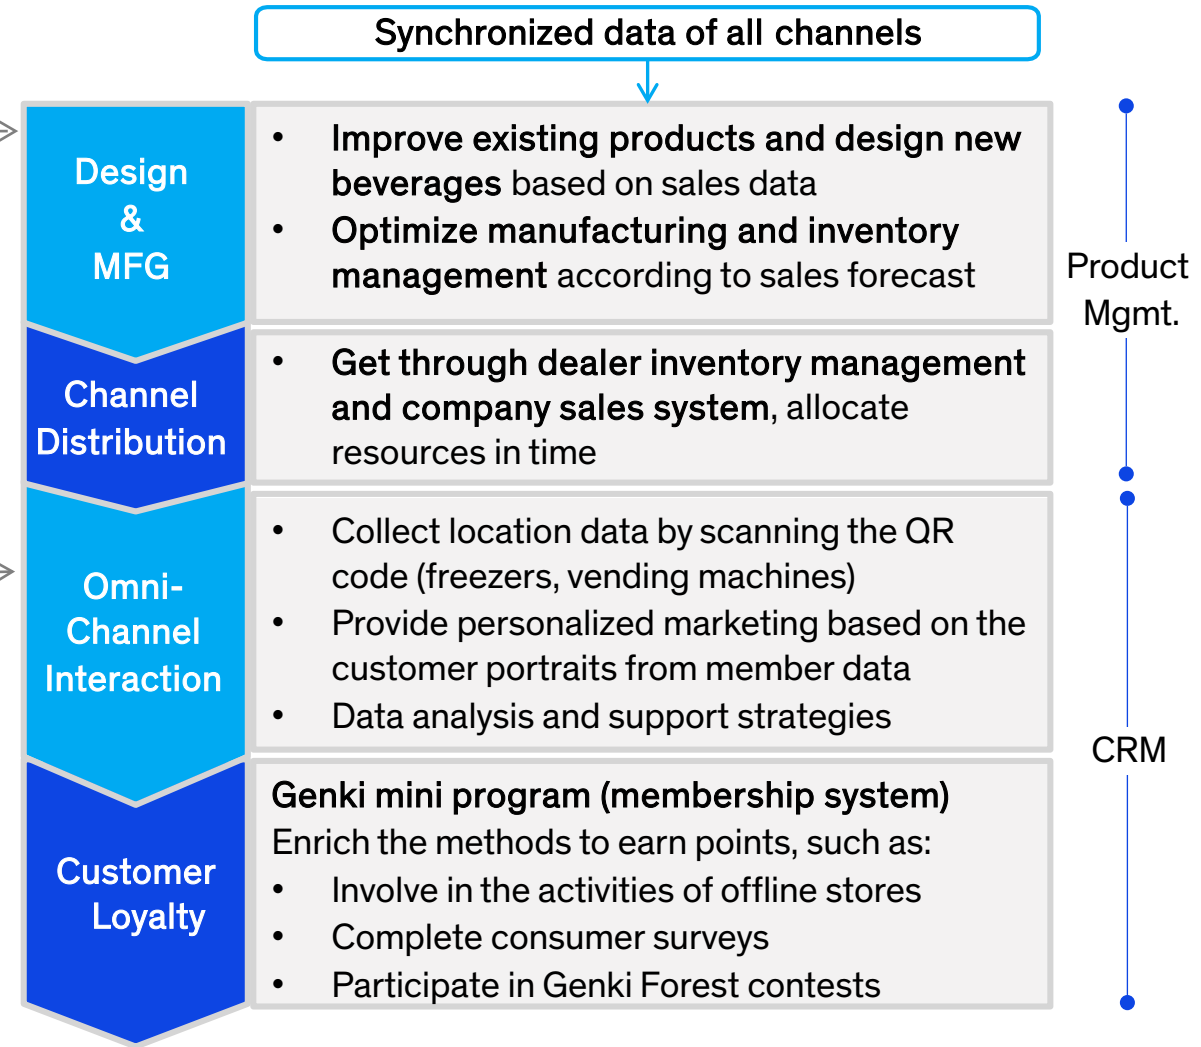 Synchronized data of all channels
Design
&
MFG
• Improve existing products and design new
beverages based on sales data
• Optimize manufacturing and inventory
management according to sales forecast
Product
Mgmt.
Channel
Distribution
• Get through dealer inventory management
and company sales system, allocate
resources in time
Omni-
Channel
Interaction
• Collect location data by scanning the QR
code (freezers, vending machines)
• Provide personalized marketing based on the
customer portraits from member data
• Data analysis and support strategies
CRM
Customer
Loyalty
Genki mini program (membership system)
Enrich the methods to earn points, such as:
• Involve in the activities of offline stores
• Complete consumer surveys
• Participate in Genki Forest contests